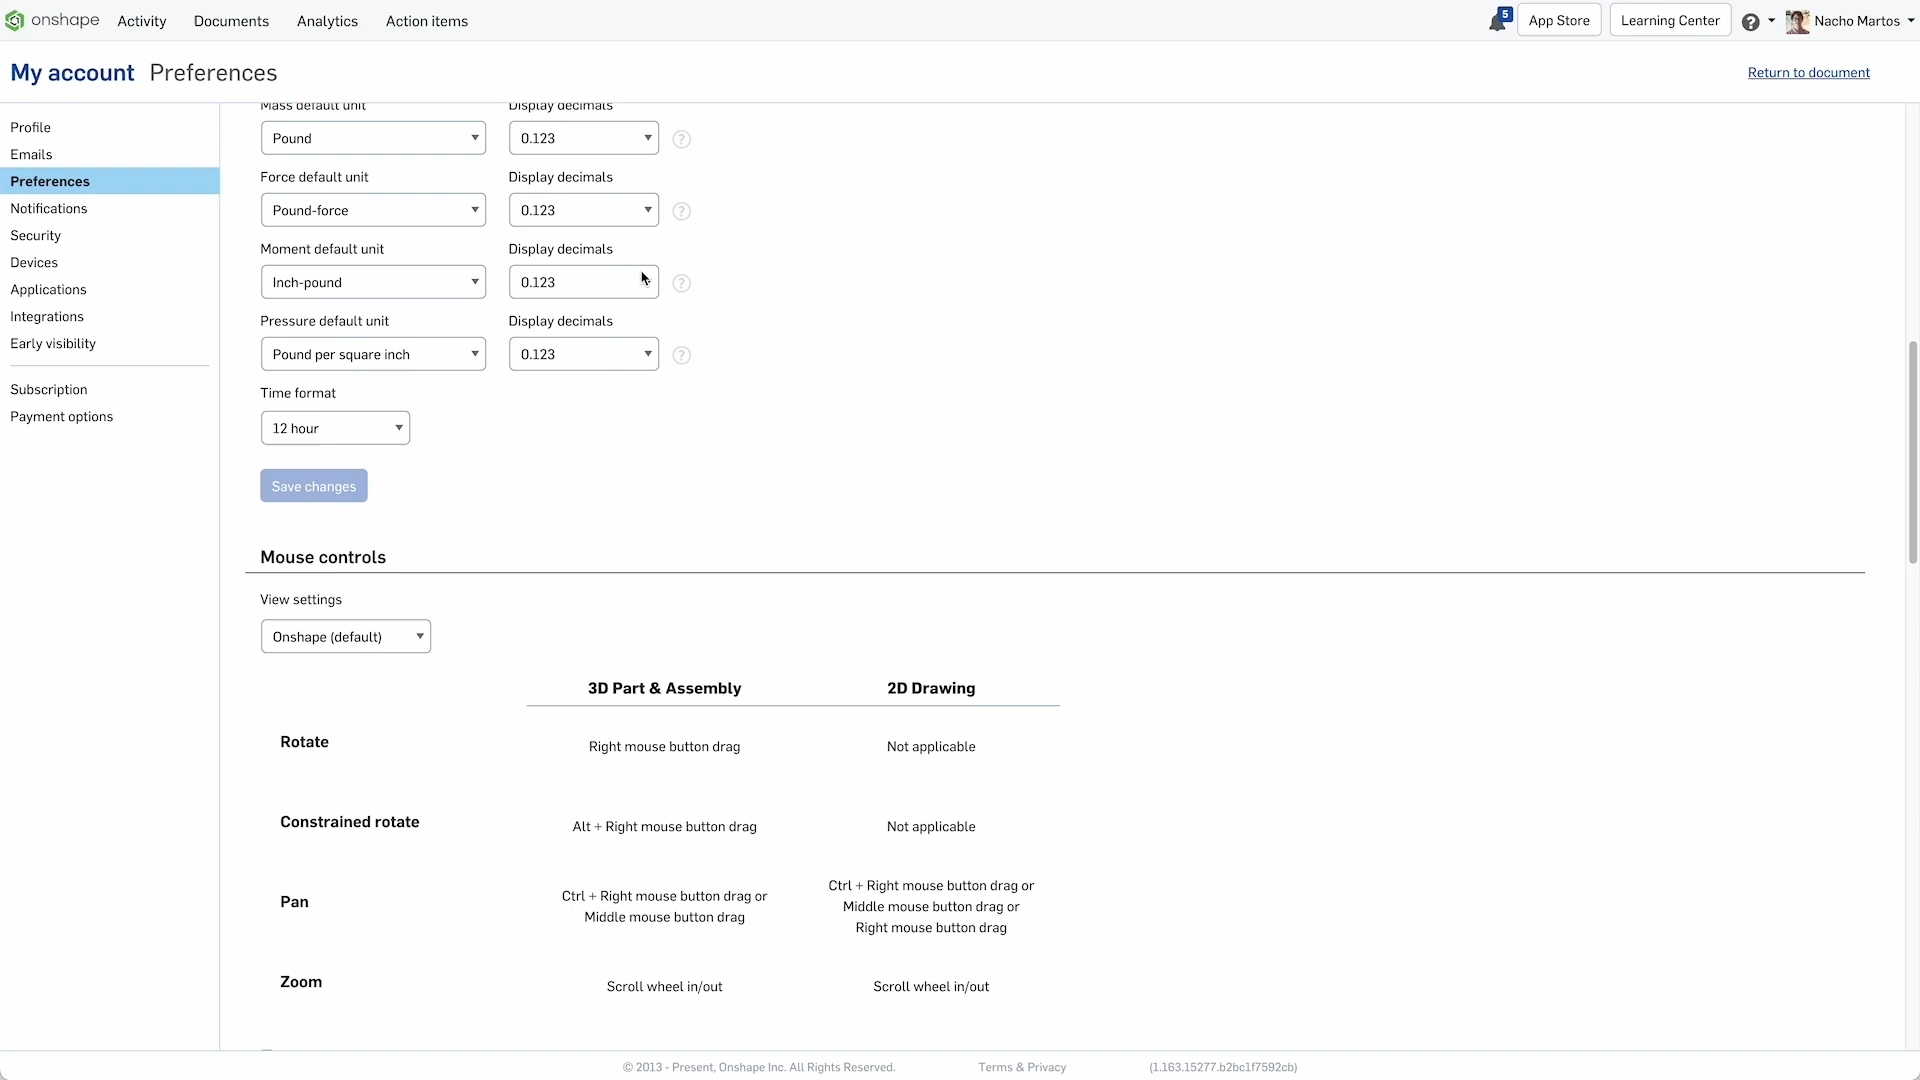 onshape Activity Documents Analytics Action items 5 App Store Learning Center ? Nacho Martos
My account Preferences Return to document
Profile
Emails
Preferences
Notifications
Security
Devices
Applications
Integrations
Early visibility
Subscription
Payment options
Mass default unit Display decimals
Pound 0.123 ?
Force default unit Display decimals
Pound-force 0.123 ?
Moment default unit Display decimals
Inch-pound 0.123 ?
Pressure default unit Display decimals
Pound per square inch 0.123 ?
Time format
12 hour
Save changes
Mouse controls
View settings
Onshape (default)
3D Part & Assembly 2D Drawing
Rotate Right mouse button drag Not applicable
Constrained rotate Alt + Right mouse button drag Not applicable
Pan
Ctrl + Right mouse button drag or
Middle mouse button drag
Ctrl + Right mouse button drag or
Middle mouse button drag or
Right mouse button drag
Zoom Scroll wheel in/out Scroll wheel in/out
© 2013 - Present, Onshape Inc. All Rights Reserved. Terms & Privacy (1.163.15277.b2bc1f7592cb)